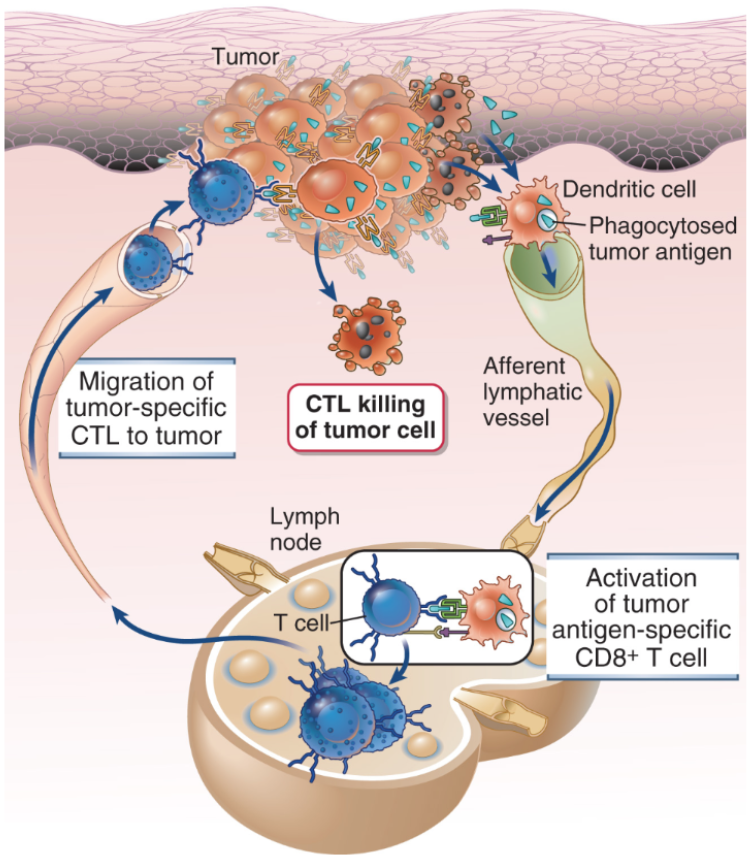 Tumor
Dendritic cell
Phagocytosed
tumor antigen
Migration of
tumor-specific
CTL to tumor
CTL killing
of tumor cell
Afferent
lymphatic
vessel
Lymph
node
T cell
Activation
of tumor
antigen-specific
CD8+ T cell